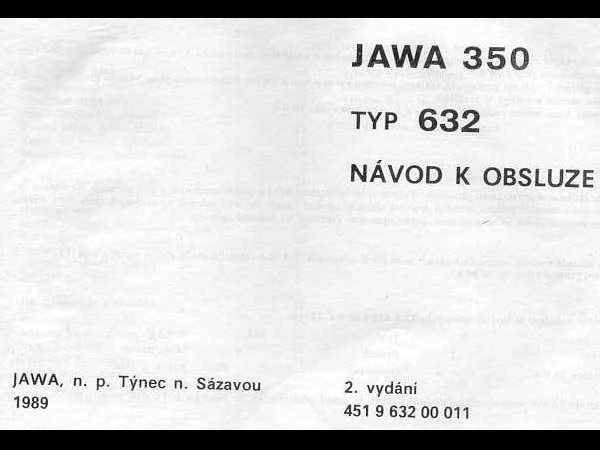 JAWA 350
TYP 632
NÁVOD K OBSLUZE
JAWA, n. p. Týnec n. Sázavou
1989
2. vydání
451 9 632 00 011